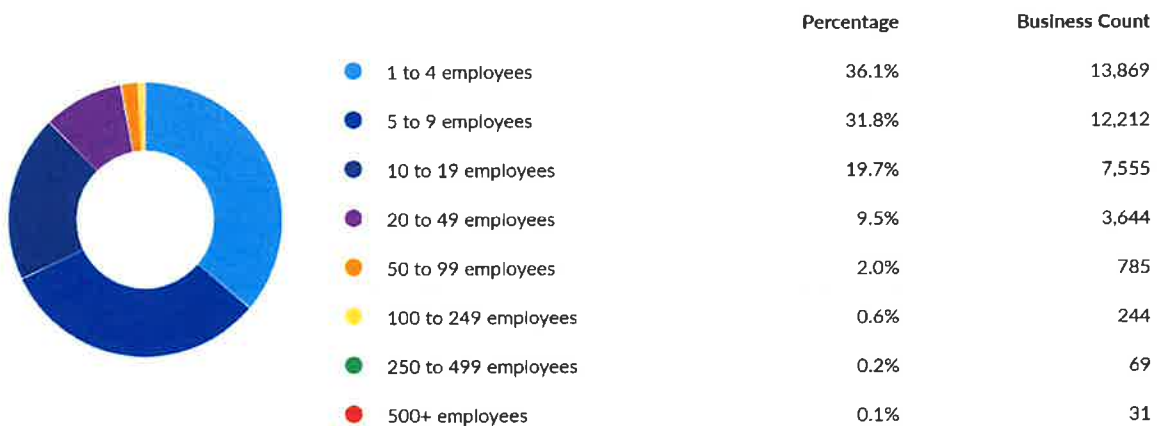 Percentage Business Count
1 to 4 employees 36.1% 13,869
5 to 9 employees 31.8% 12,212
10 to 19 employees 19.7% 7,555
20 to 49 employees 9.5% 3,644
50 to 99 employees 2.0% 785
100 to 249 employees 0.6% 244
250 to 499 employees 0.2% 69
500+ employees 0.1% 31